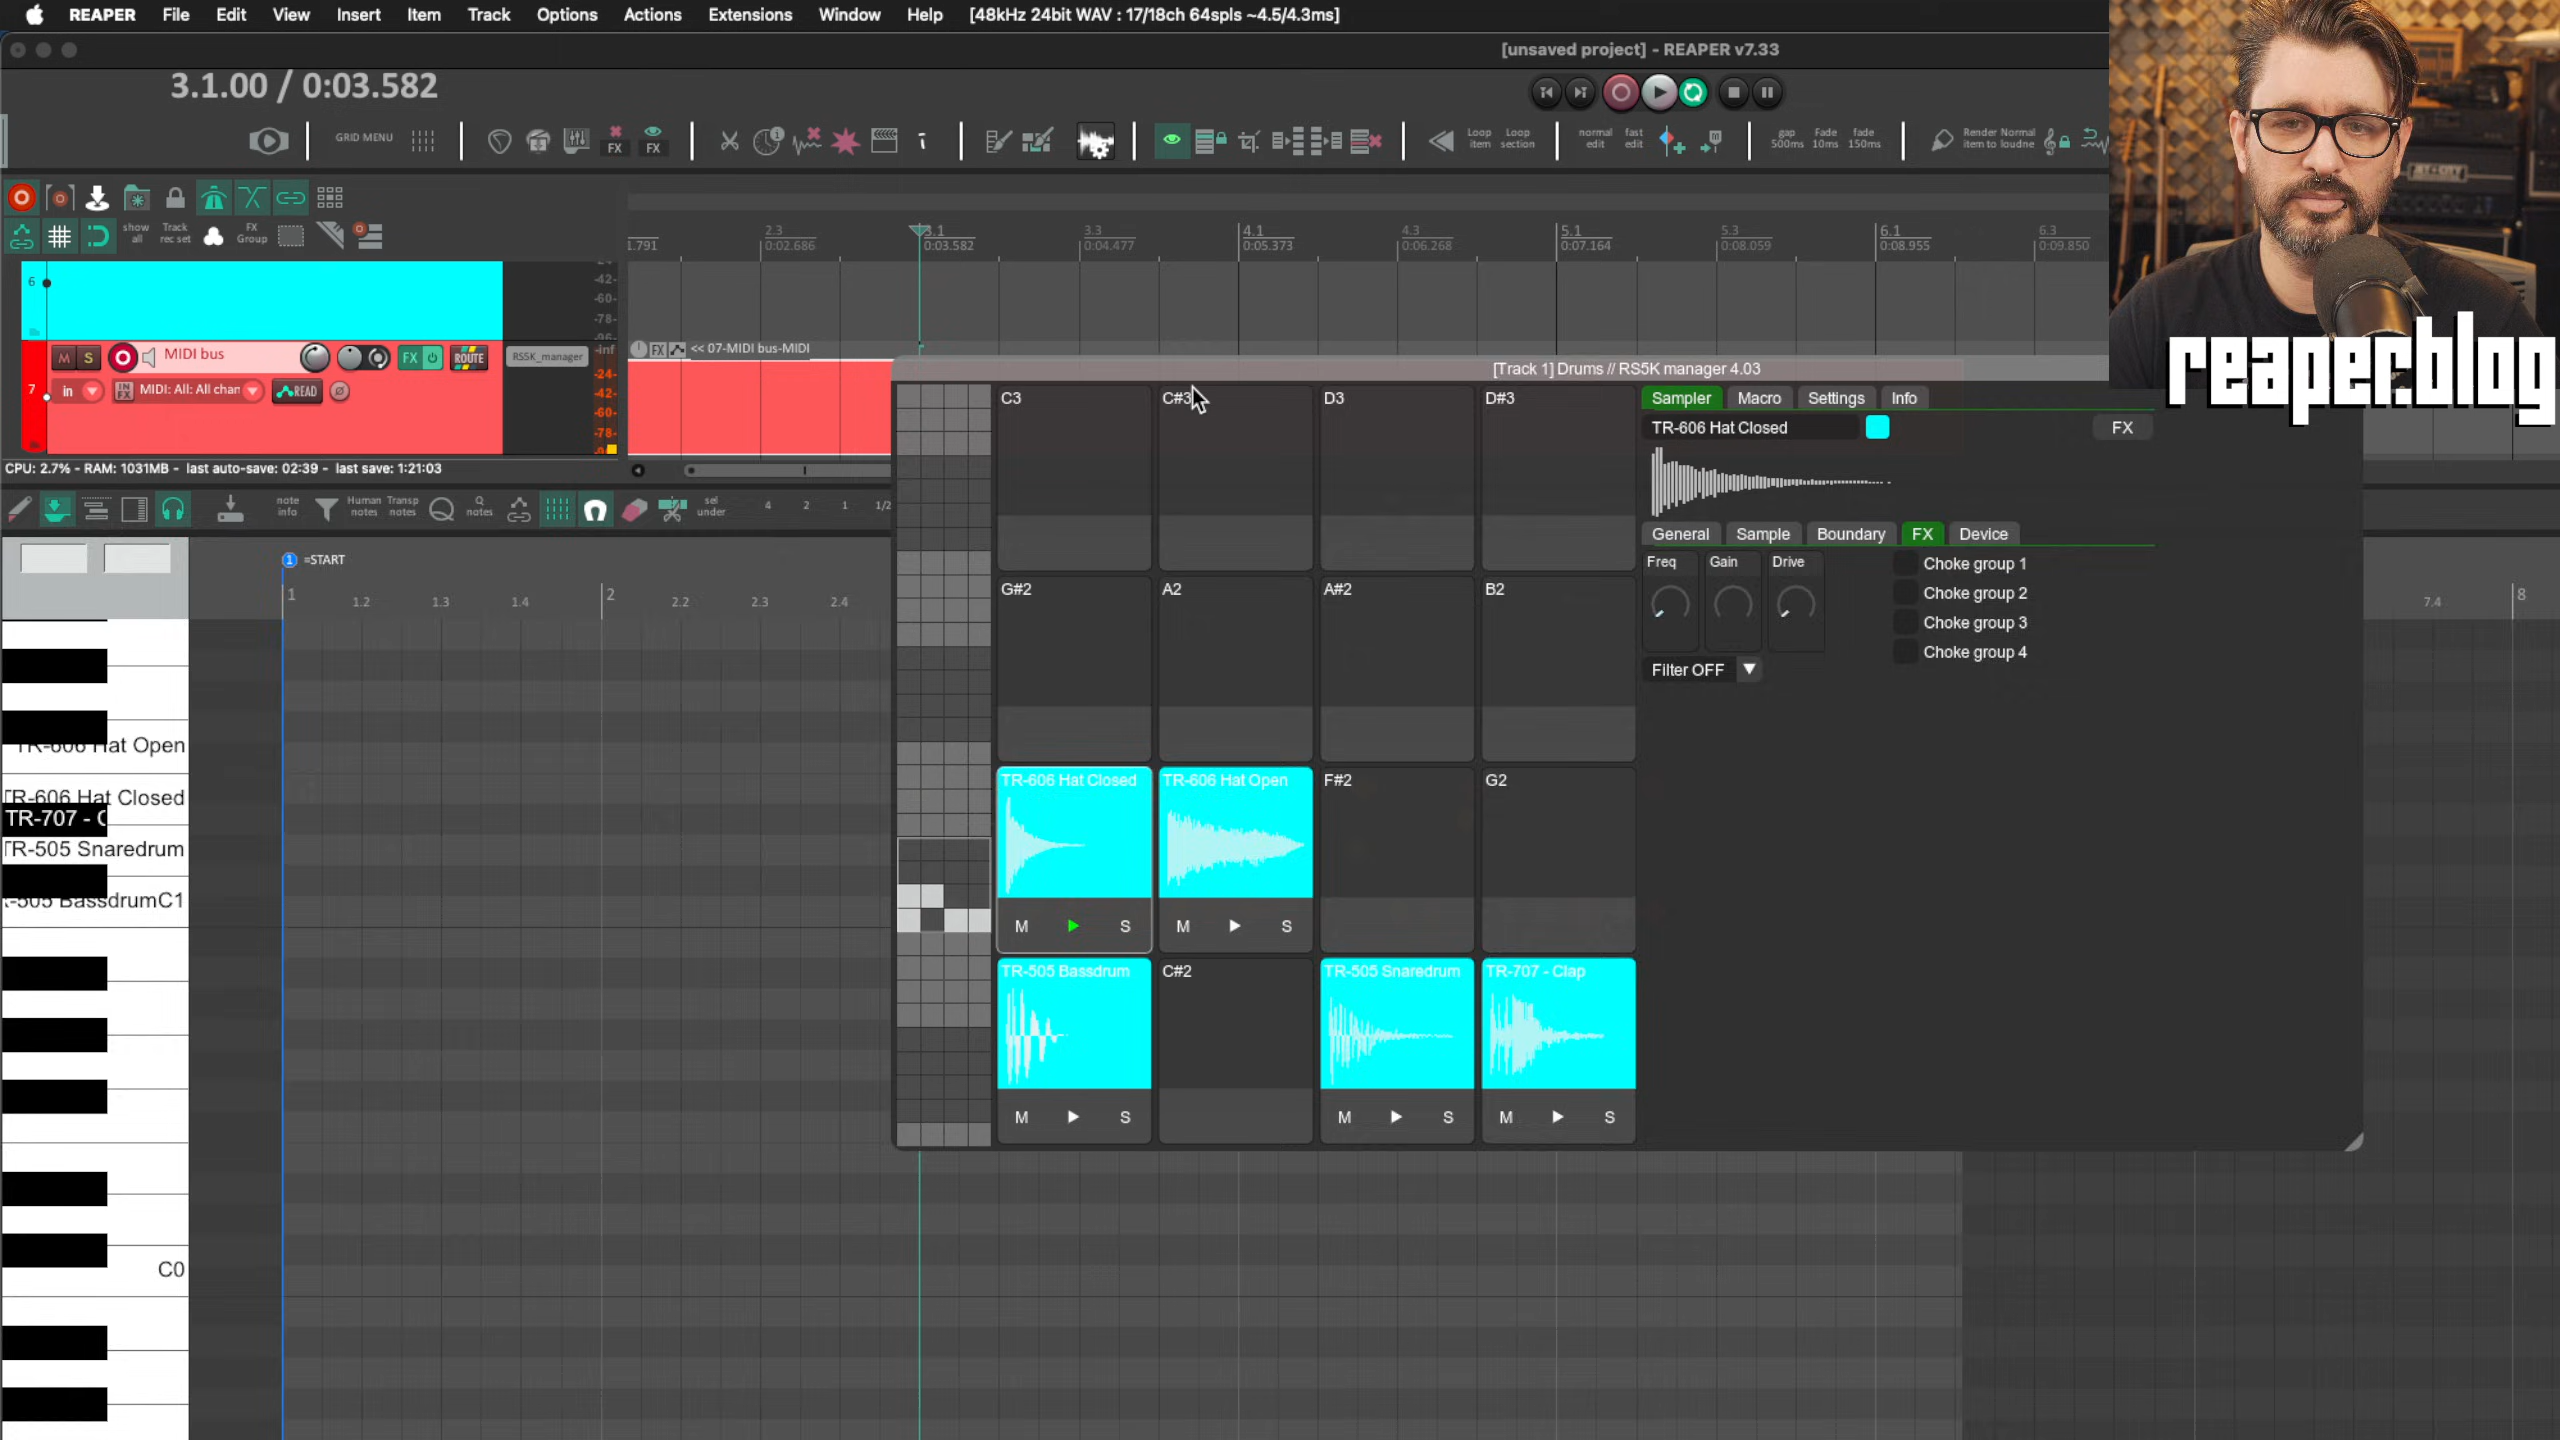 REAPER File Edit View Insert Item Track Options Actions Extensions Window Help [48kHz 24bit WAV : 17/18ch 64spls ~4.5/4.3ms]
[unsaved project] - REAPER v7.33
3.1.00 / 0:03.582
GRID MENU
FX FX
Loop item
Loop section
normal edit
fast edit
gap 500ms
Fade 10ms
fade 150ms
Render Normal
item to loudne
show all
Track rec set
FX Group
1.791
2.3 0:02.686
3.1 0:03.582
3.3 0:04.477
4.1 0:05.373
4.3 0:06.268
5.1 0:07.164
5.3 0:08.059
6.1 0:08.955
6.3 0:09.850
reaper.blog
6
-42-
-60-
-78-
M S MIDI bus FX ROUTE RS5K_manager
-inf
-24-
-42-
-60-
-78-
7 in IN FX MIDI: All: All chan READ
FX << 07-MIDI bus-MIDI
CPU: 2.7% - RAM: 1031MB - last auto-save: 02:39 - last save: 1:21:03
note info
Human notes
Transp notes
Q notes
sel under
4 2 1 1/2
1 =START
1 1.2 1.3 1.4 2 2.2 2.3 2.4 7.4 8
TR-606 Hat Open
TR-606 Hat Closed
TR-707 - C
TR-505 Snaredrum
-505 BassdrumC1
C0
[Track 1] Drums // RS5K manager 4.03
C3 C#3 D3 D#3
G#2 A2 A#2 B2
TR-606 Hat Closed TR-606 Hat Open F#2 G2
M S M S
TR-505 Bassdrum C#2 TR-505 Snaredrum TR-707 - Clap
M S M S M S
Sampler Macro Settings Info
TR-606 Hat Closed FX
General Sample Boundary FX Device
Freq Gain Drive
Choke group 1
Choke group 2
Choke group 3
Choke group 4
Filter OFF